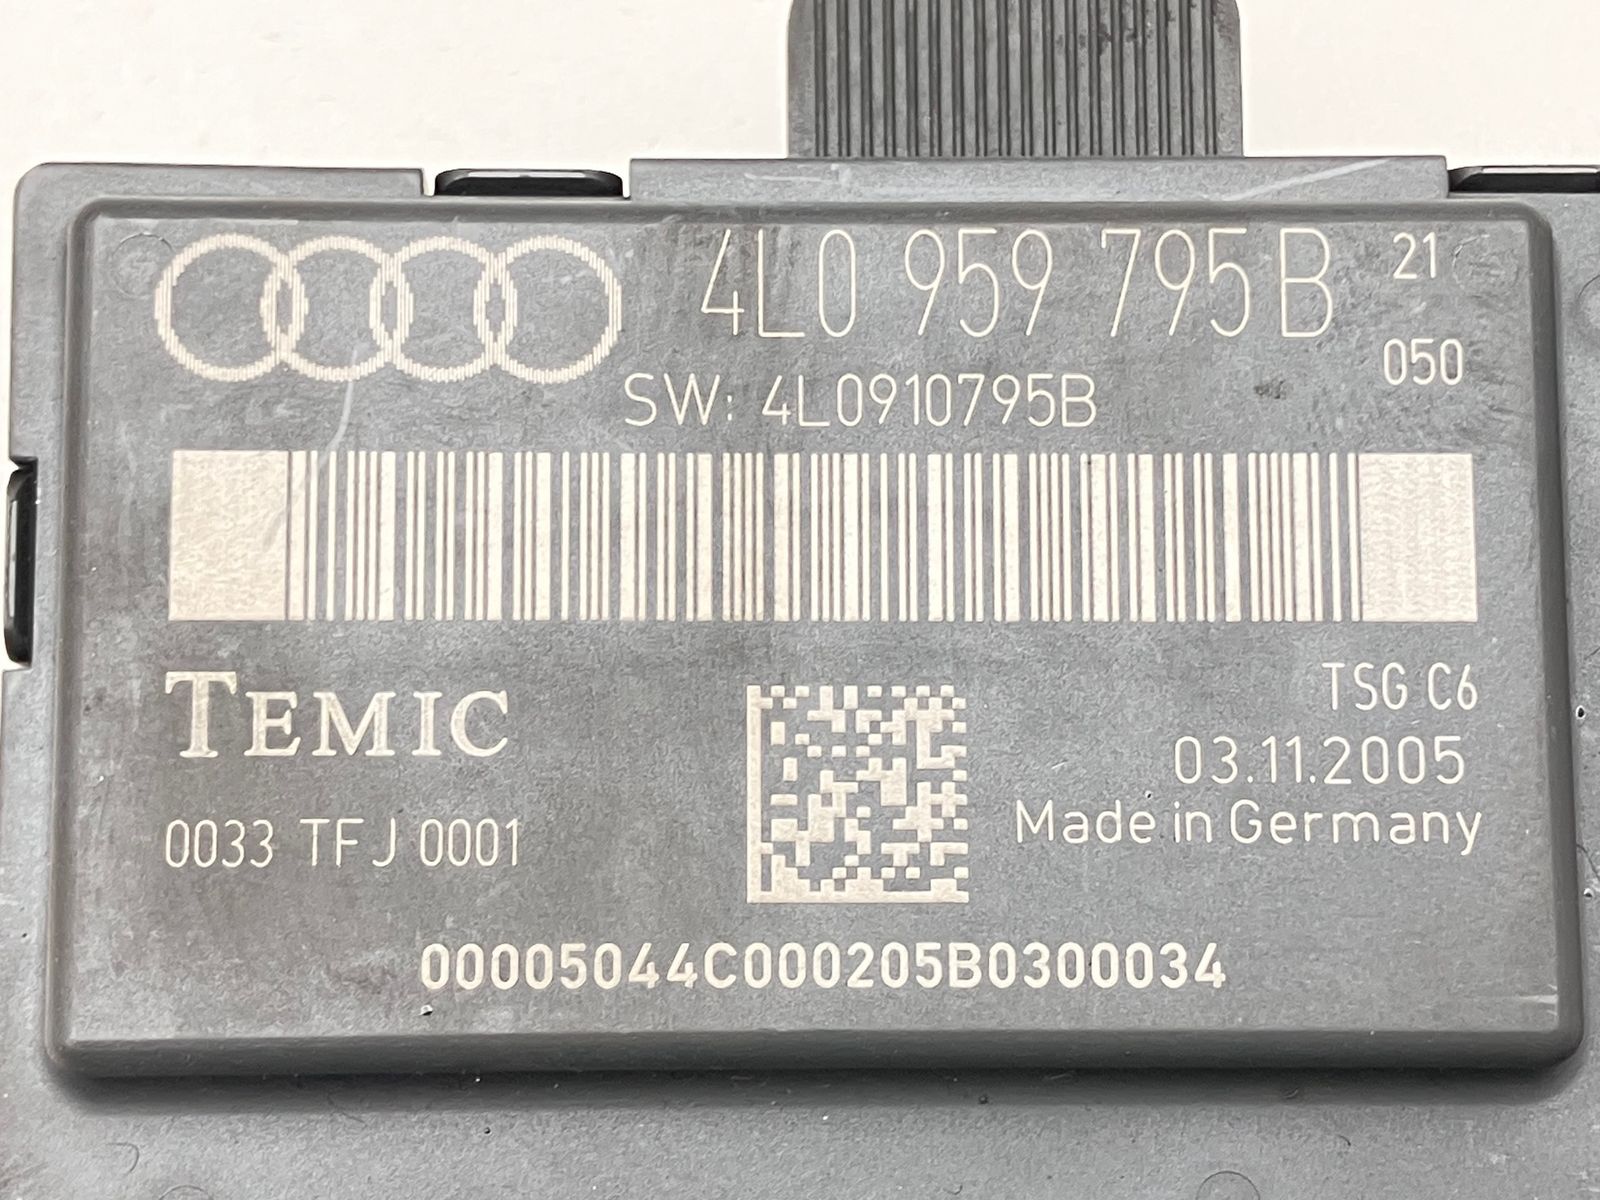 4L0 959 795 B 21
050
SW: 4L0910795B
TEMIC
TSG C6
03.11.2005
Made in Germany
0033 TFJ 0001
00005044C000205B0300034